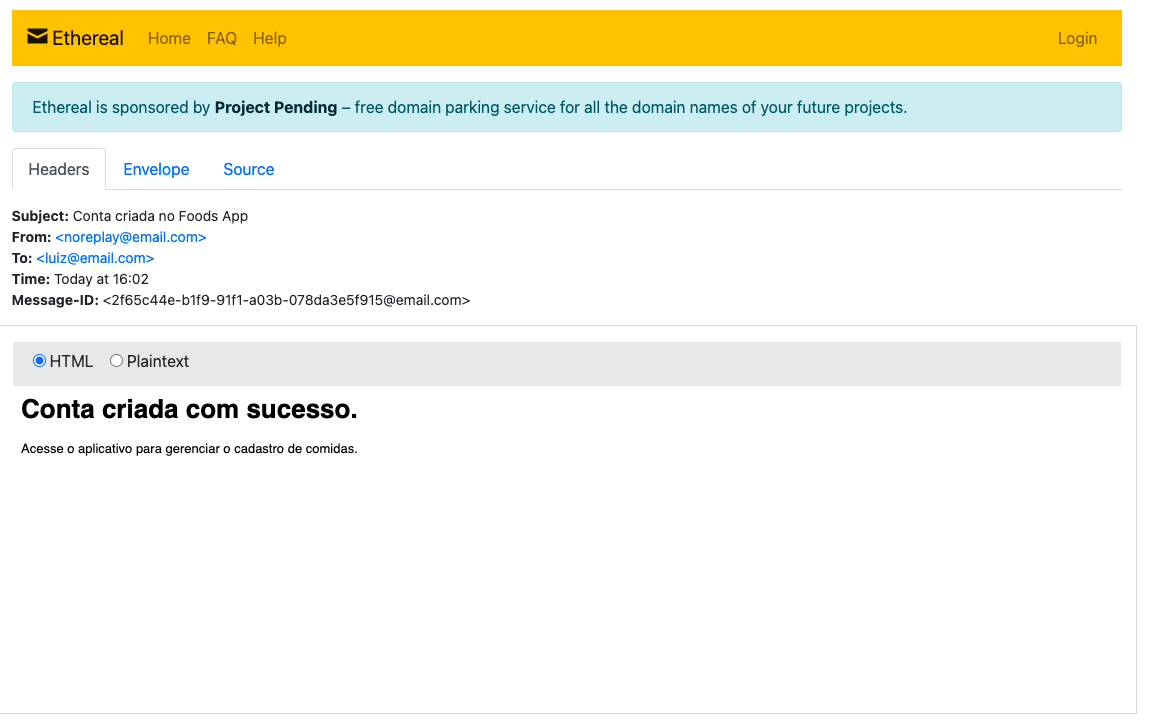 Ethereal Home FAQ Help Login
Ethereal is sponsored by Project Pending – free domain parking service for all the domain names of your future projects.
Headers Envelope Source
Subject: Conta criada no Foods App
From: <noreplay@email.com>
To: <luiz@email.com>
Time: Today at 16:02
Message-ID: <2f65c44e-b1f9-91f1-a03b-078da3e5f915@email.com>
HTML Plaintext
Conta criada com sucesso.
Acesse o aplicativo para gerenciar o cadastro de comidas.